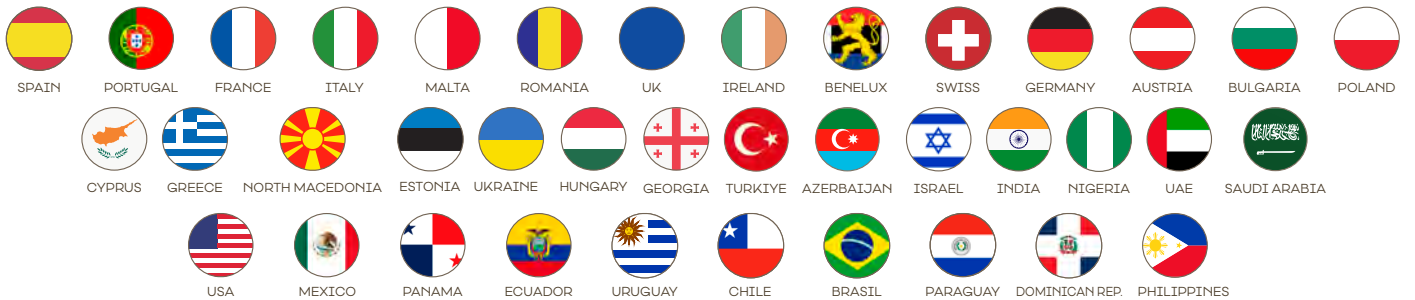 SPAIN PORTUGAL FRANCE ITALY MALTA ROMANIA UK IRELAND BENELUX SWISS GERMANY AUSTRIA BULGARIA POLAND
CYPRUS GREECE NORTH MACEDONIA ESTONIA UKRAINE HUNGARY GEORGIA TURKIYE AZERBAIJAN ISRAEL INDIA NIGERIA UAE SAUDI ARABIA
USA MEXICO PANAMA ECUADOR URUGUAY CHILE BRASIL PARAGUAY DOMINICAN REP. PHILIPPINES